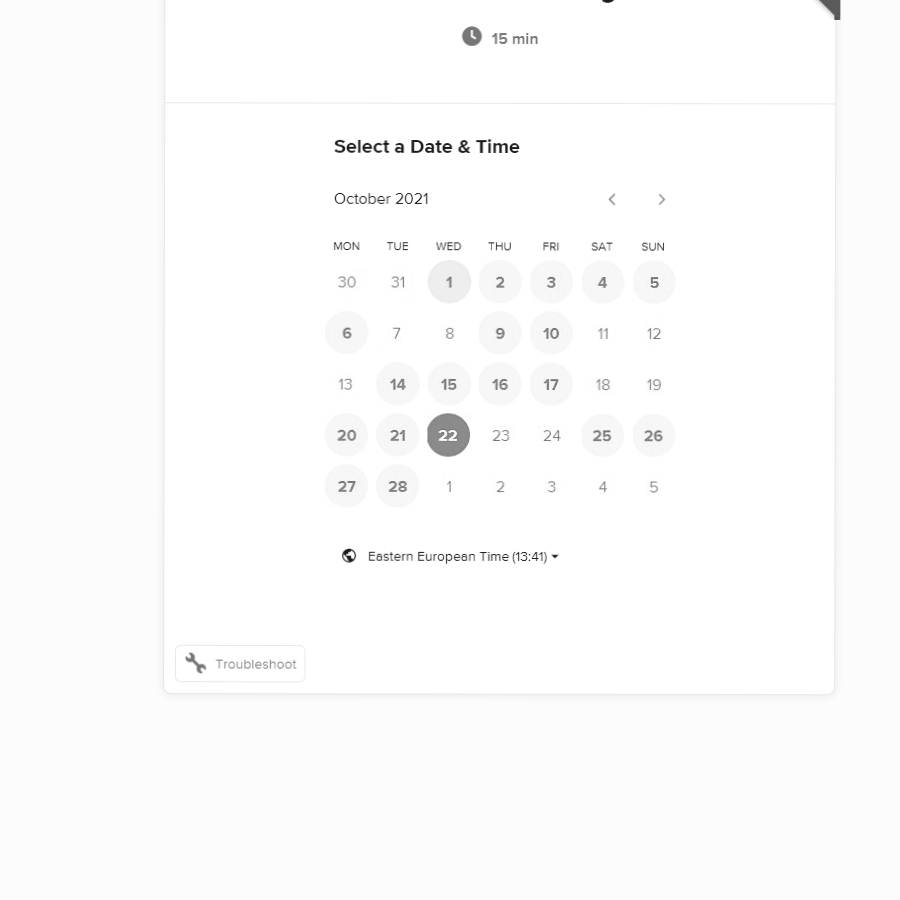 15 min
Select a Date & Time
October 2021
MON TUE WED THU FRI SAT SUN
30 31 1 2 3 4 5
6 7 8 9 10 11 12
13 14 15 16 17 18 19
20 21 22 23 24 25 26
27 28 1 2 3 4 5
Eastern European Time (13:41)
Troubleshoot